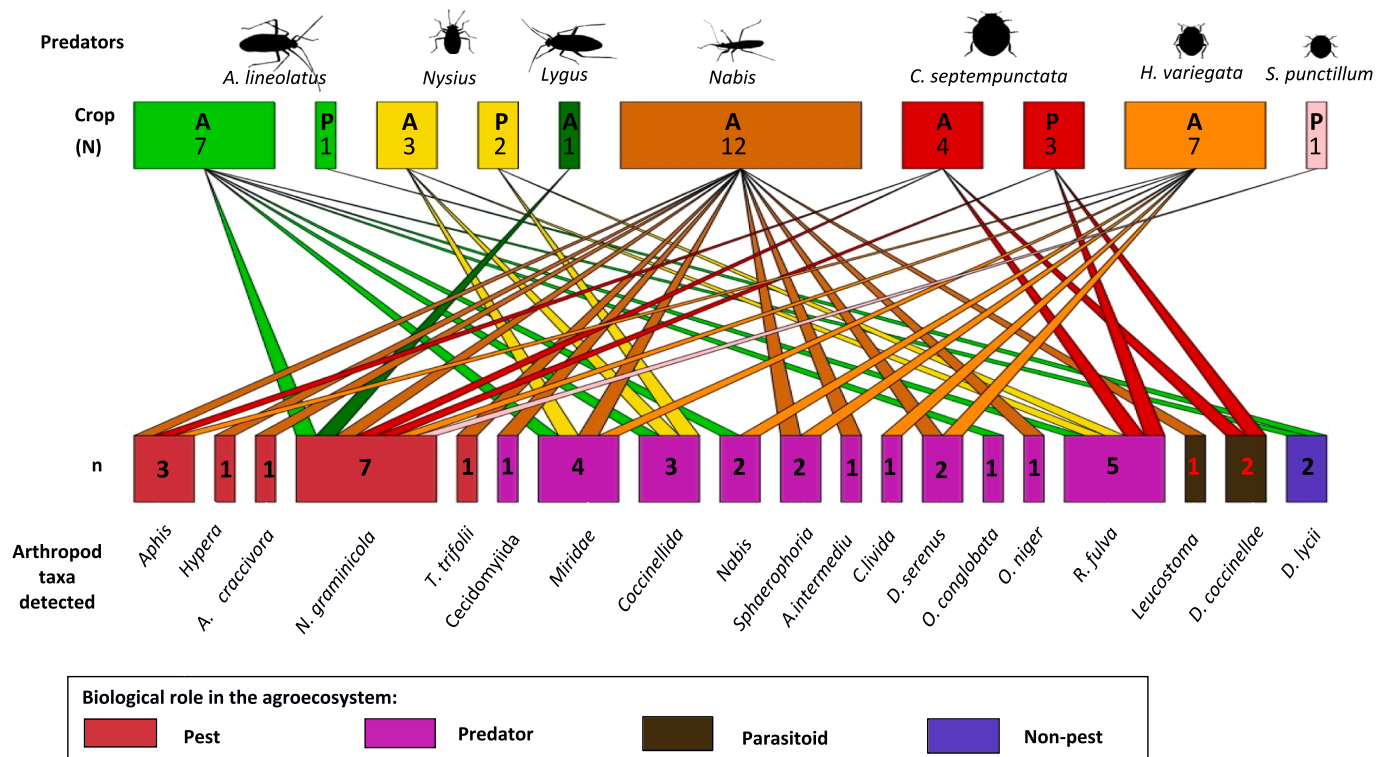 Predators
A. lineolatus
Nysius
Lygus
Nabis
C. septempunctata
H. variegata
S. punctillum
Crop
(N)
A
7
P
1
A
3
P
2
A
1
A
12
A
4
P
3
A
7
P
1
n
3
1
1
7
1
1
4
3
2
2
1
1
2
1
1
5
1
2
2
Arthropod
taxa
detected
Aphis
Hypera
A. craccivora
N. graminicola
T. trifolii
Cecidomyiida
Miridae
Coccinellida
Nabis
Sphaerophoria
A.intermediu
C.livida
D. serenus
O. conglobata
O. niger
R. fulva
Leucostoma
D. coccinellae
D. lycii
Biological role in the agroecosystem:
Pest
Predator
Parasitoid
Non-pest